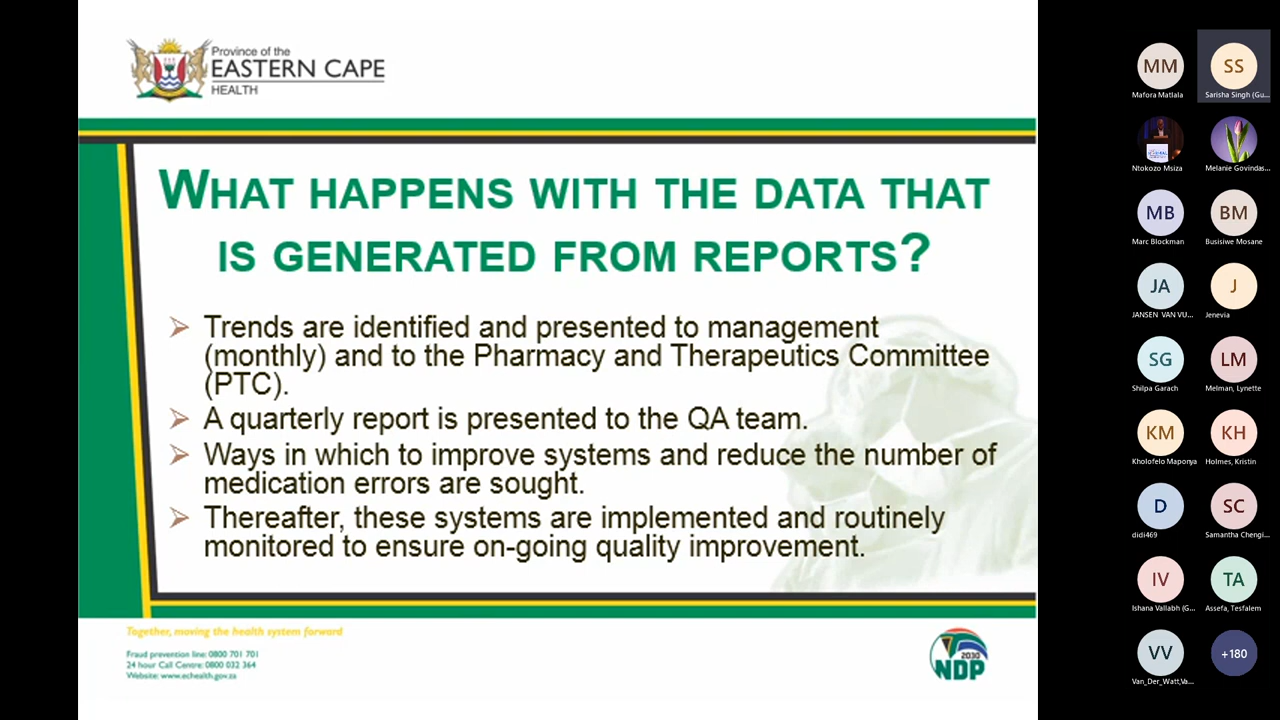 Province of the
EASTERN CAPE
HEALTH
WHAT HAPPENS WITH THE DATA THAT
IS GENERATED FROM REPORTS?
Trends are identified and presented to management
(monthly) and to the Pharmacy and Therapeutics Committee
(PTC).
A quarterly report is presented to the QA team.
Ways in which to improve systems and reduce the number of
medication errors are sought.
Thereafter, these systems are implemented and routinely
monitored to ensure on-going quality improvement.
Together, moving the health system forward
Fraud prevention line: 0800 701 701
24 hour Call Centre: 0800 032 364
Website: www.echealth.gov.za
2030
NDP
MM
Mafora Matlala
SS
Sarisha Singh (Gu...
Ntokozo Msiza
Melanie Govindas...
MB
Marc Blockman
BM
Busisiwe Mosane
JA
JANSEN VAN VU...
J
Jenevia
SG
Shilpa Garach
LM
Melman, Lynette
KM
Kholofelo Maponya
KH
Holmes, Kristin
D
didi469
SC
Samantha Chengi...
IV
Ishana Vallabh (G...
TA
Assefa, Tesfalem
VV
Van_Der_Watt,Va...
+180